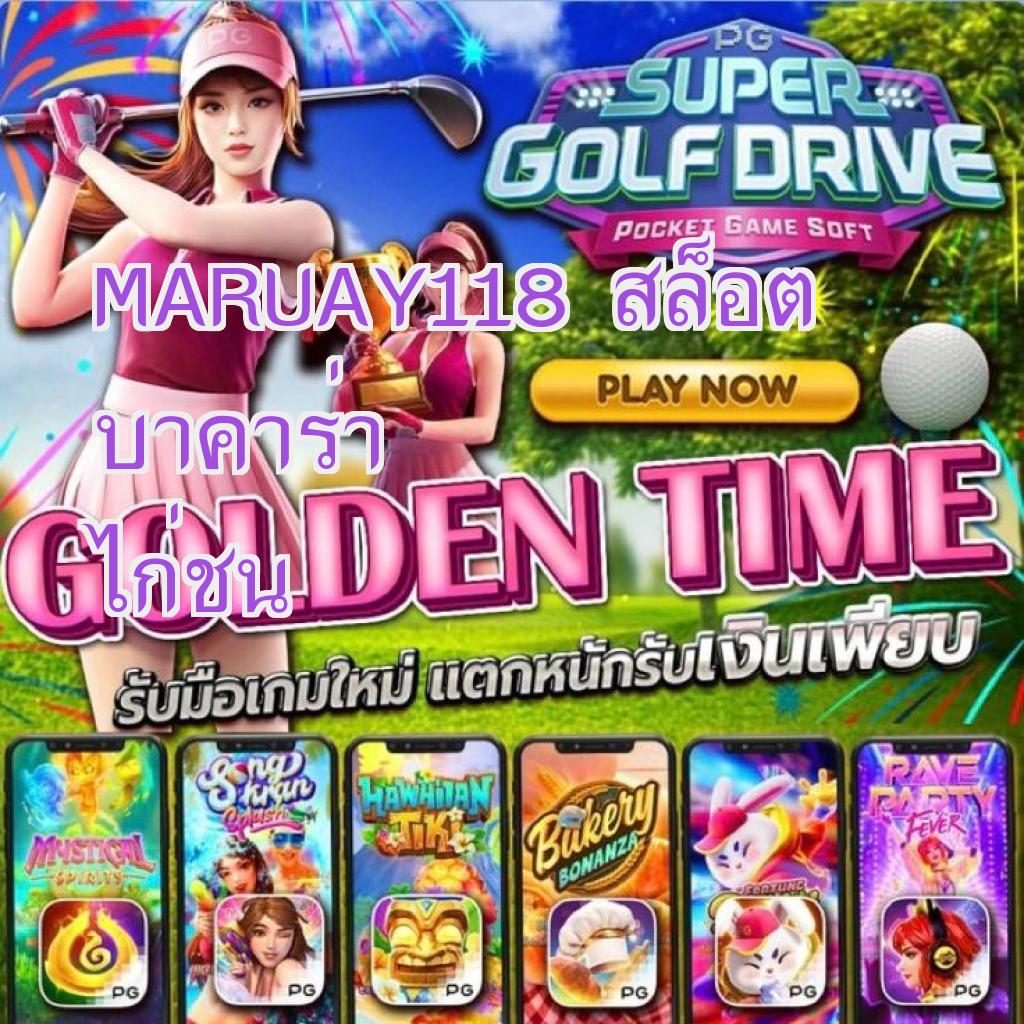 PG
PG
SUPER
GOLF DRIVE
POCKET GAME SOFT
MARUAY118 สล็อต
PLAY NOW
บาคาร่า
GOLDEN TIME
ไก่ชน
รับมือเกมใหม่ แตกหนักรับเงินเพียบ
MYSTICAL
SPIRITS
Songkran
Splash
HAWAIIAN
TIKI
Bakery
BONANZA
FORTUNE
RAVE
PARTY
FEVER
PG
PG
PG
PG
PG
PG